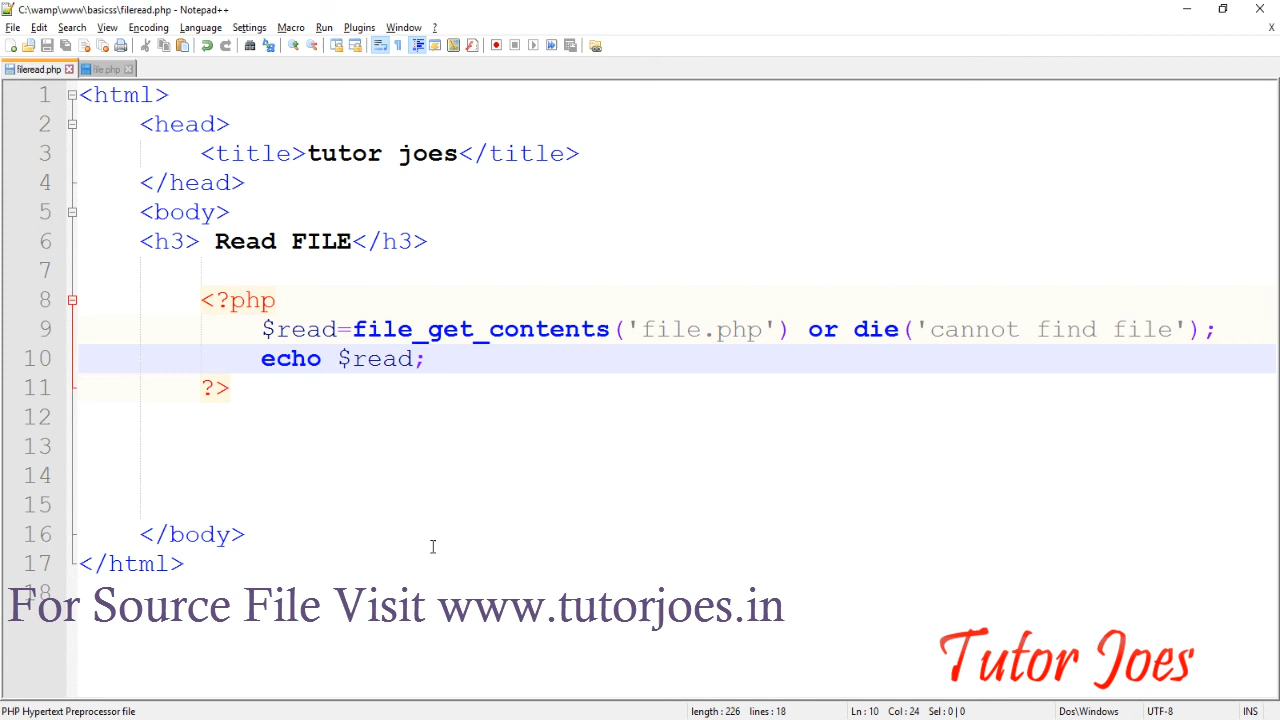 C:\wamp\www\basicss\fileread.php - Notepad++
File Edit Search View Encoding Language Settings Macro Run Plugins Window ? X
fileread.php file.php
1 <html>
2 <head>
3 <title>tutor joes</title>
4 </head>
5 <body>
6 <h3> Read FILE</h3>
7
8 <?php
9 $read=file_get_contents('file.php') or die('cannot find file');
10 echo $read;
11 ?>
12
13
14
15
16 </body>
17 </html>
18
For Source File Visit www.tutorjoes.in
Tutor Joes
PHP Hypertext Preprocessor file length : 226 lines : 18 Ln : 10 Col : 24 Sel : 0 | 0 Dos\Windows UTF-8 INS